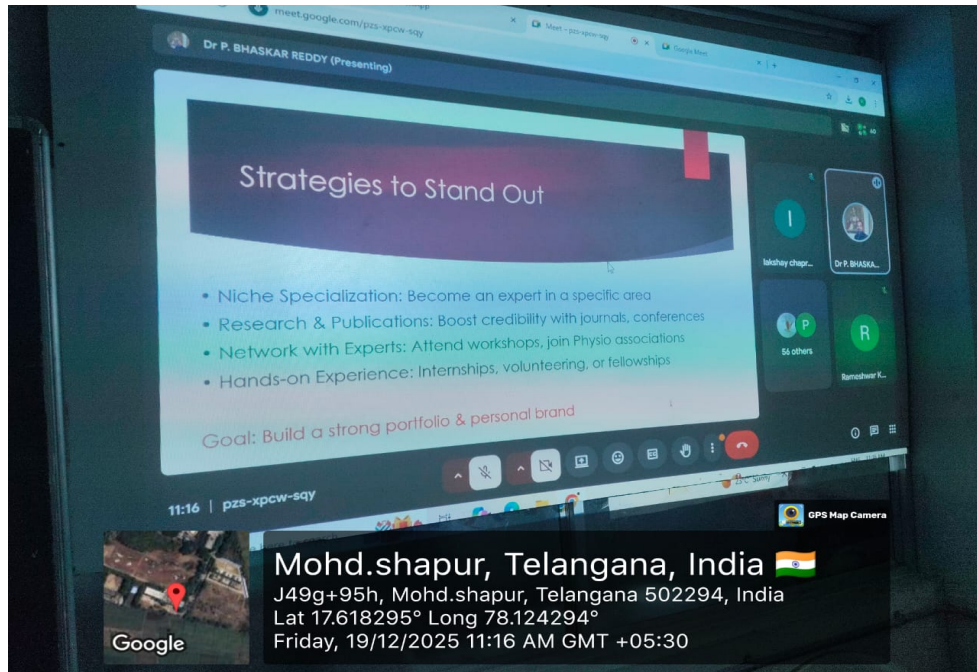 meet.google.com/pzs-xpcw-sqy
Meet – pzs-xpcw-sqy
Google Meet
Dr P. BHASKAR REDDY (Presenting)
60
Strategies to Stand Out
• Niche Specialization: Become an expert in a specific area
• Research & Publications: Boost credibility with journals, conferences
• Network with Experts: Attend workshops, join Physio associations
• Hands-on Experience: Internships, volunteering, or fellowships
Goal: Build a strong portfolio & personal brand
I
lakshay chapr...
Dr P. BHASKA...
P
56 others
R
Rameshwar K...
11:16 | pzs-xpcw-sqy
Sunny
GPS Map Camera
Google
Mohd.shapur, Telangana, India
J49g+95h, Mohd.shapur, Telangana 502294, India
Lat 17.618295° Long 78.124294°
Friday, 19/12/2025 11:16 AM GMT +05:30